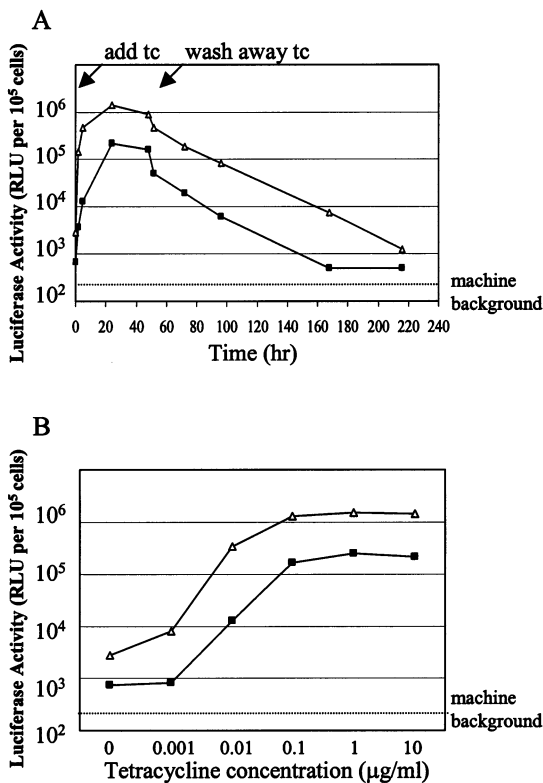 A
add tc wash away tc
Luciferase Activity (RLU per 10⁵ cells)
10⁶
10⁵
10⁴
10³
10²
machine
background
0 20 40 60 80 100 120 140 160 180 200 220 240
Time (hr)
B
Luciferase Activity (RLU per 10⁵ cells)
10⁶
10⁵
10⁴
10³
10²
machine
background
0 0.001 0.01 0.1 1 10
Tetracycline concentration (µg/ml)